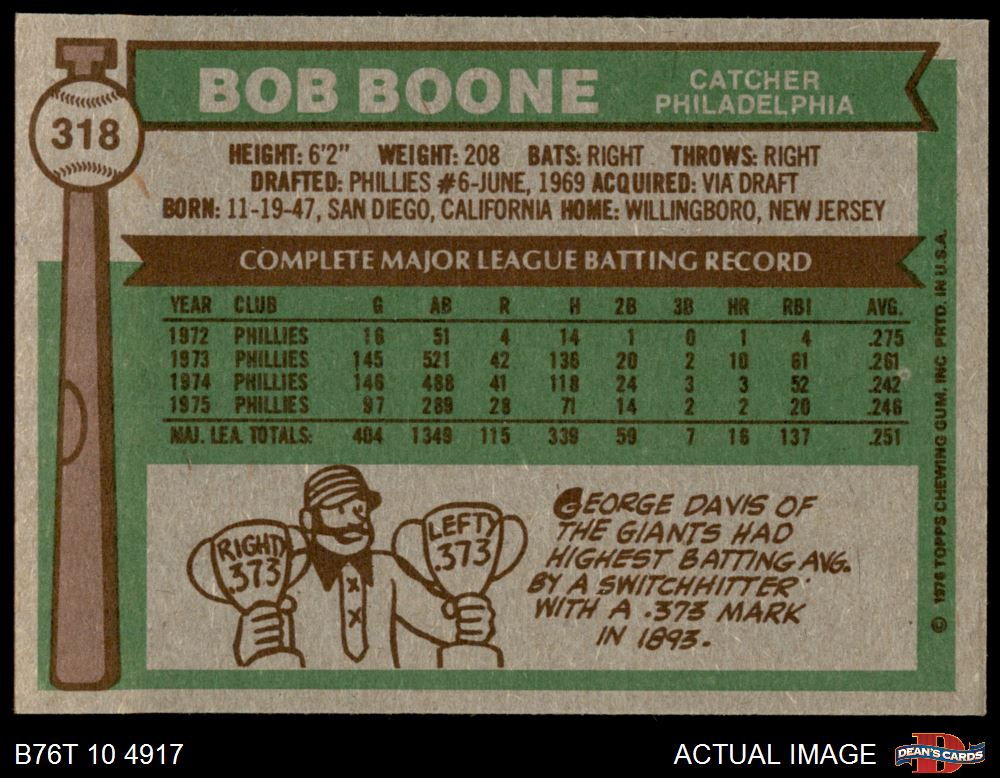 BOB BOONE
CATCHER
PHILADELPHIA
318
HEIGHT: 6'2" WEIGHT: 208 BATS: RIGHT THROWS: RIGHT
DRAFTED: PHILLIES #6-JUNE, 1969 ACQUIRED: VIA DRAFT
BORN: 11-19-47, SAN DIEGO, CALIFORNIA HOME: WILLINGBORO, NEW JERSEY
COMPLETE MAJOR LEAGUE BATTING RECORD
YEAR CLUB G AB R H 2B 3B HR RBI AVG.
1972 PHILLIES 16 51 4 14 1 0 1 4 .275
1973 PHILLIES 145 521 42 136 20 2 10 61 .261
1974 PHILLIES 146 488 41 118 24 3 3 52 .242
1975 PHILLIES 97 289 28 71 14 2 2 20 .246
MAJ. LEA. TOTALS: 404 1349 115 339 59 7 16 137 .251
RIGHT
.373
LEFT
.373
GEORGE DAVIS OF
THE GIANTS HAD
HIGHEST BATTING AVG.
BY A SWITCHHITTER
WITH A .373 MARK
IN 1893.
© 1976 TOPPS CHEWING GUM, INC. PRTD. IN U.S.A.
B76T 10 4917
ACTUAL IMAGE
DEAN'S CARDS